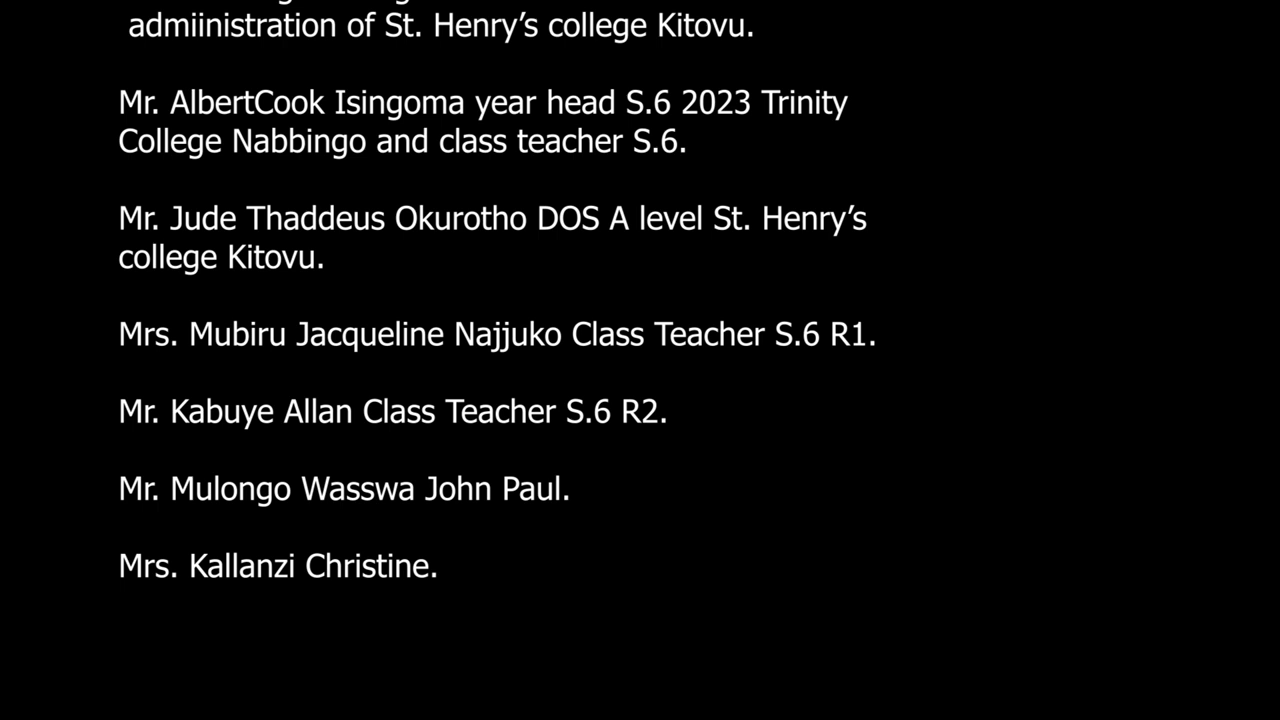 admiinistration of St. Henry’s college Kitovu.
Mr. AlbertCook Isingoma year head S.6 2023 Trinity
College Nabbingo and class teacher S.6.
Mr. Jude Thaddeus Okurotho DOS A level St. Henry’s
college Kitovu.
Mrs. Mubiru Jacqueline Najjuko Class Teacher S.6 R1.
Mr. Kabuye Allan Class Teacher S.6 R2.
Mr. Mulongo Wasswa John Paul.
Mrs. Kallanzi Christine.